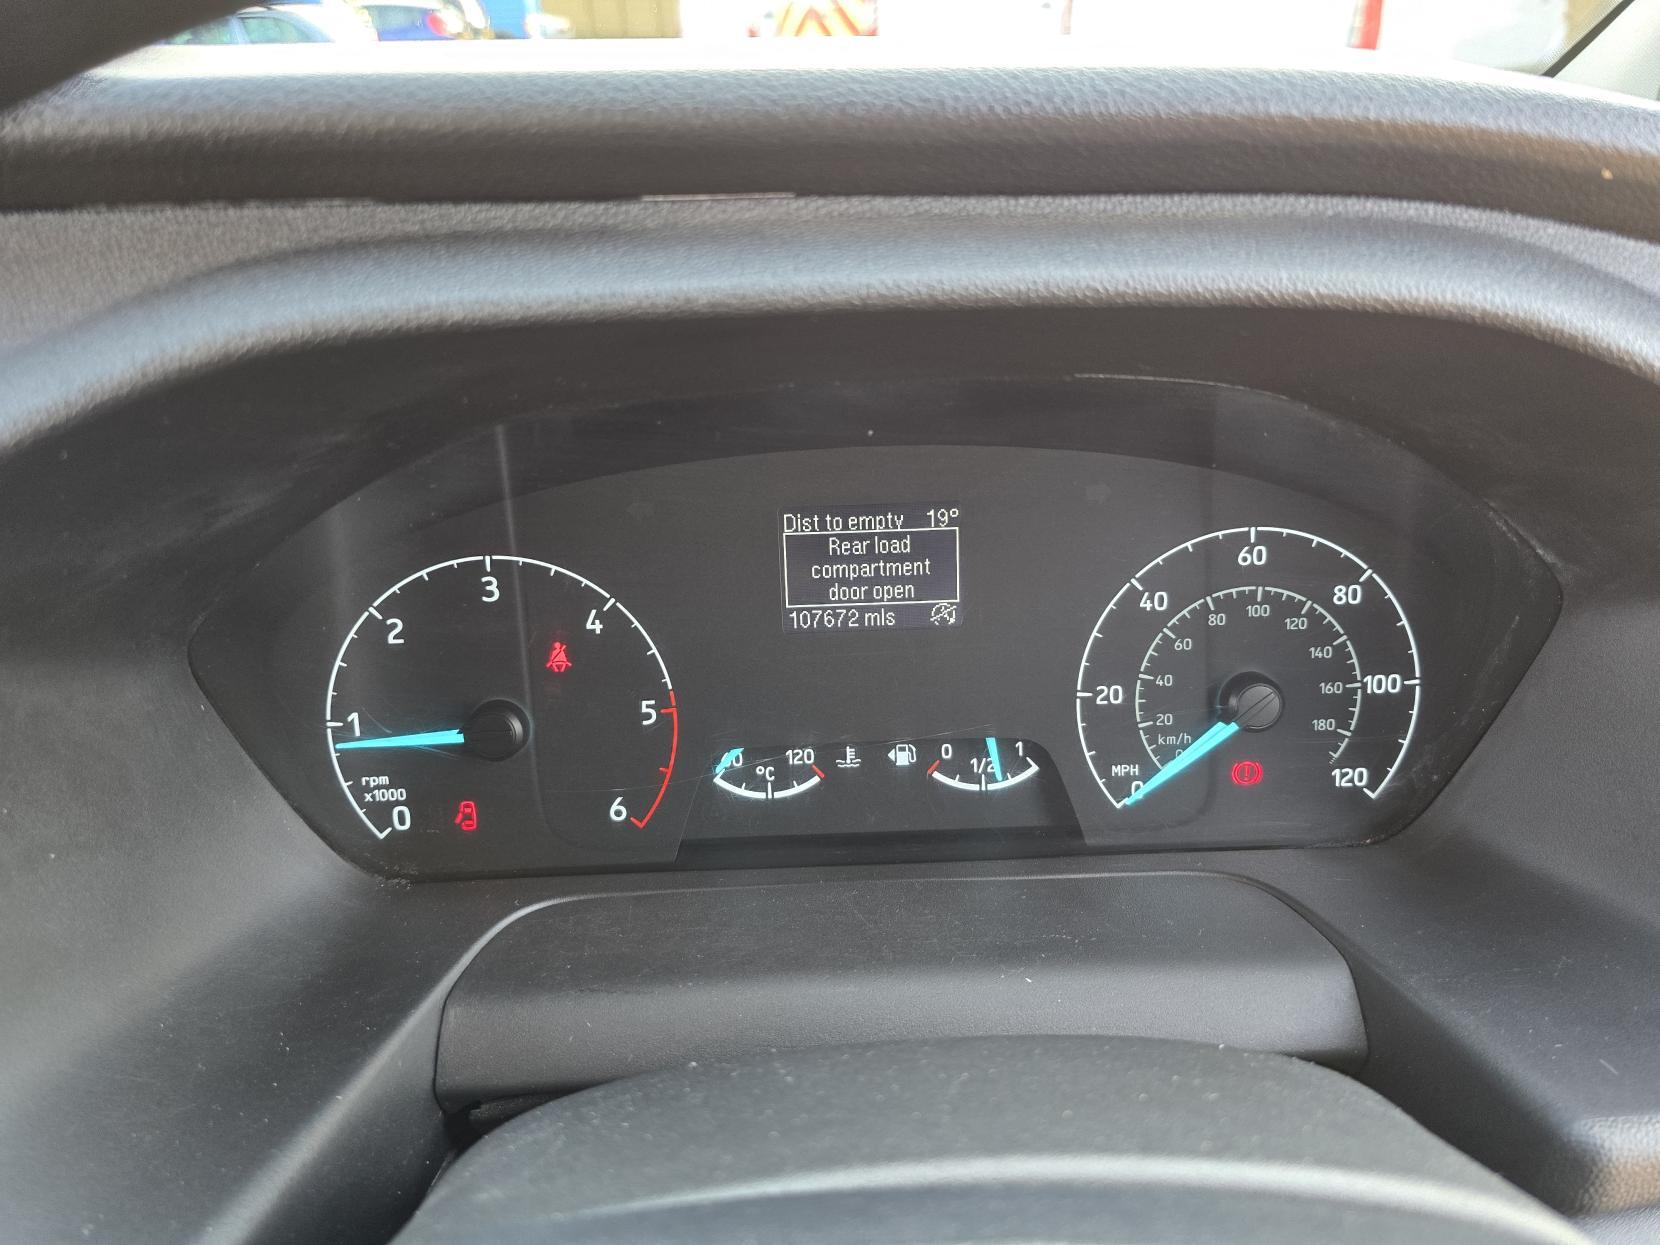 Dist to empty 19°
Rear load
compartment
door open
107672 mls
0 1 2 3 4 5 6
rpm
x1000
60 120
°C
0 1/2 1
0 20 40 60 80 100 120
MPH
km/h
0 20 40 60 80 100 120 140 160 180